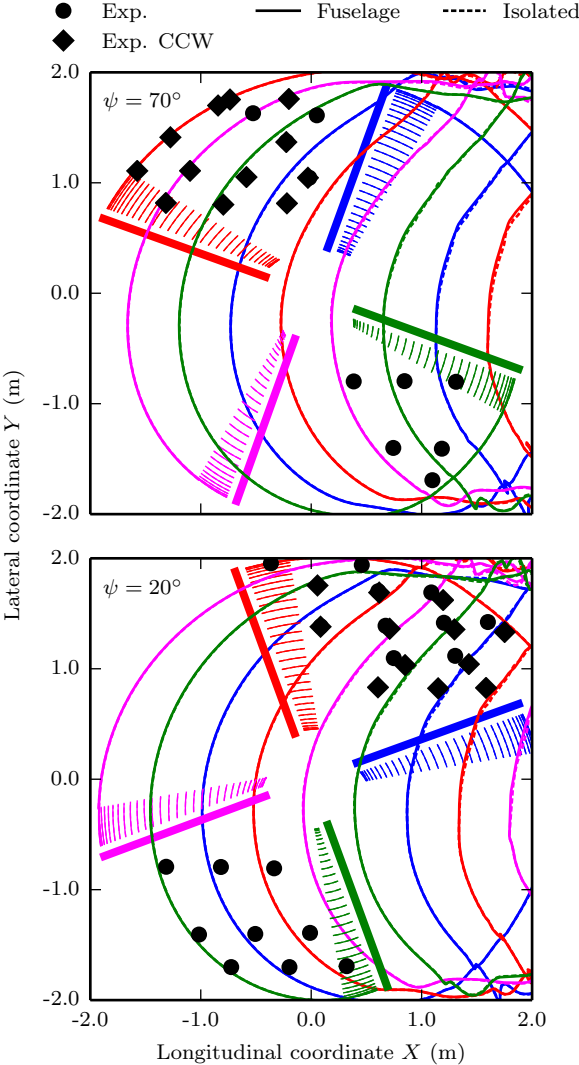 Exp. Fuselage Isolated
Exp. CCW
2.0
ψ = 70°
1.0
0.0
-1.0
-2.0
Lateral coordinate Y (m)
2.0
ψ = 20°
1.0
0.0
-1.0
-2.0
-2.0 -1.0 0.0 1.0 2.0
Longitudinal coordinate X (m)